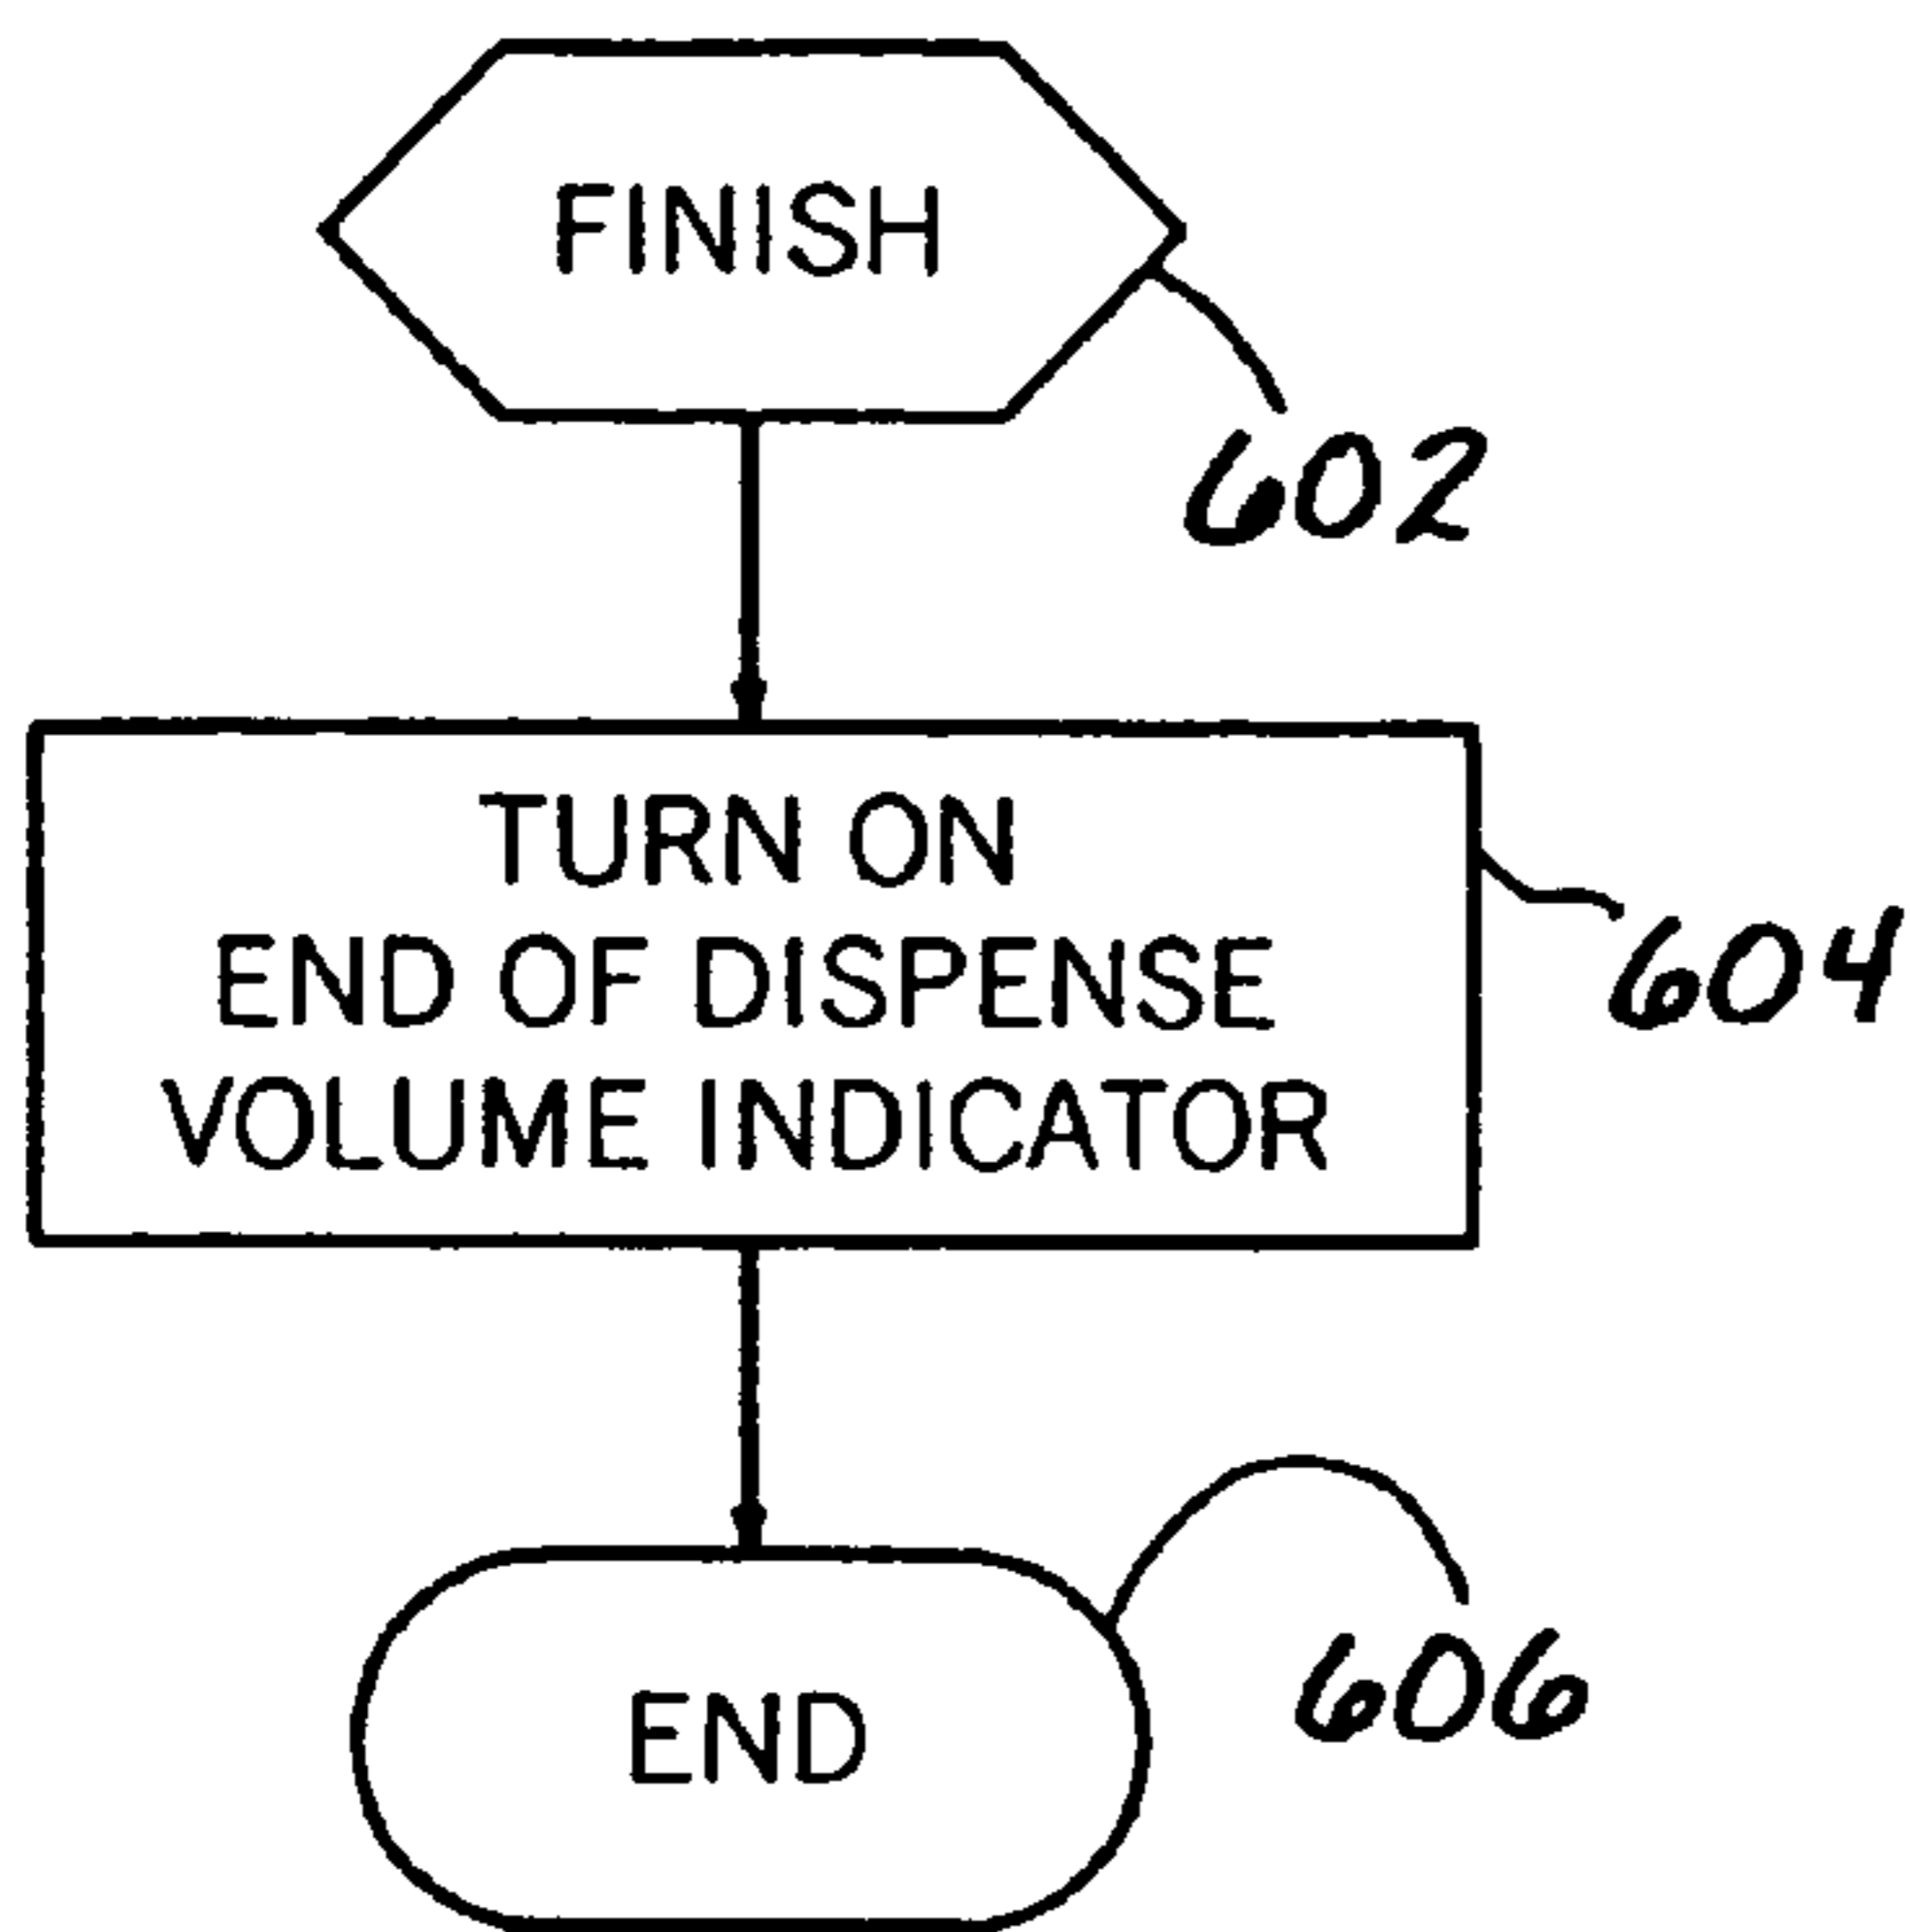 FINISH
602
TURN ON
END OF DISPENSE
VOLUME INDICATOR
604
END
606